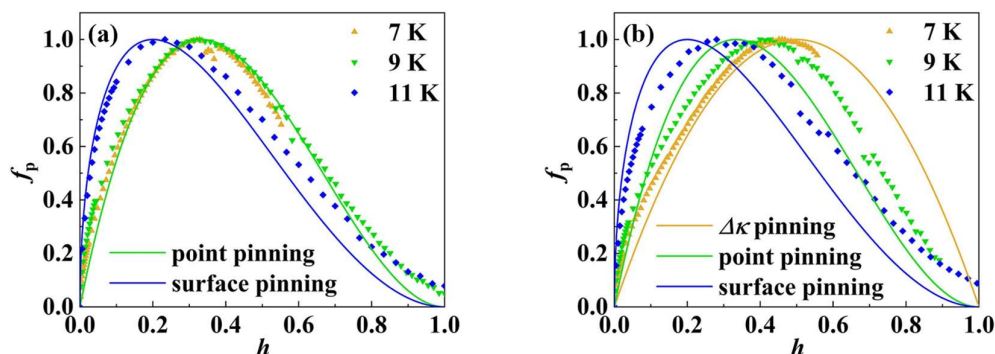 (a)
7 K
9 K
11 K
point pinning
surface pinning
fp
1.0
0.8
0.6
0.4
0.2
0.0
0.0 0.2 0.4 0.6 0.8 1.0
h
(b)
7 K
9 K
11 K
Δκ pinning
point pinning
surface pinning
fp
1.0
0.8
0.6
0.4
0.2
0.0
0.0 0.2 0.4 0.6 0.8 1.0
h